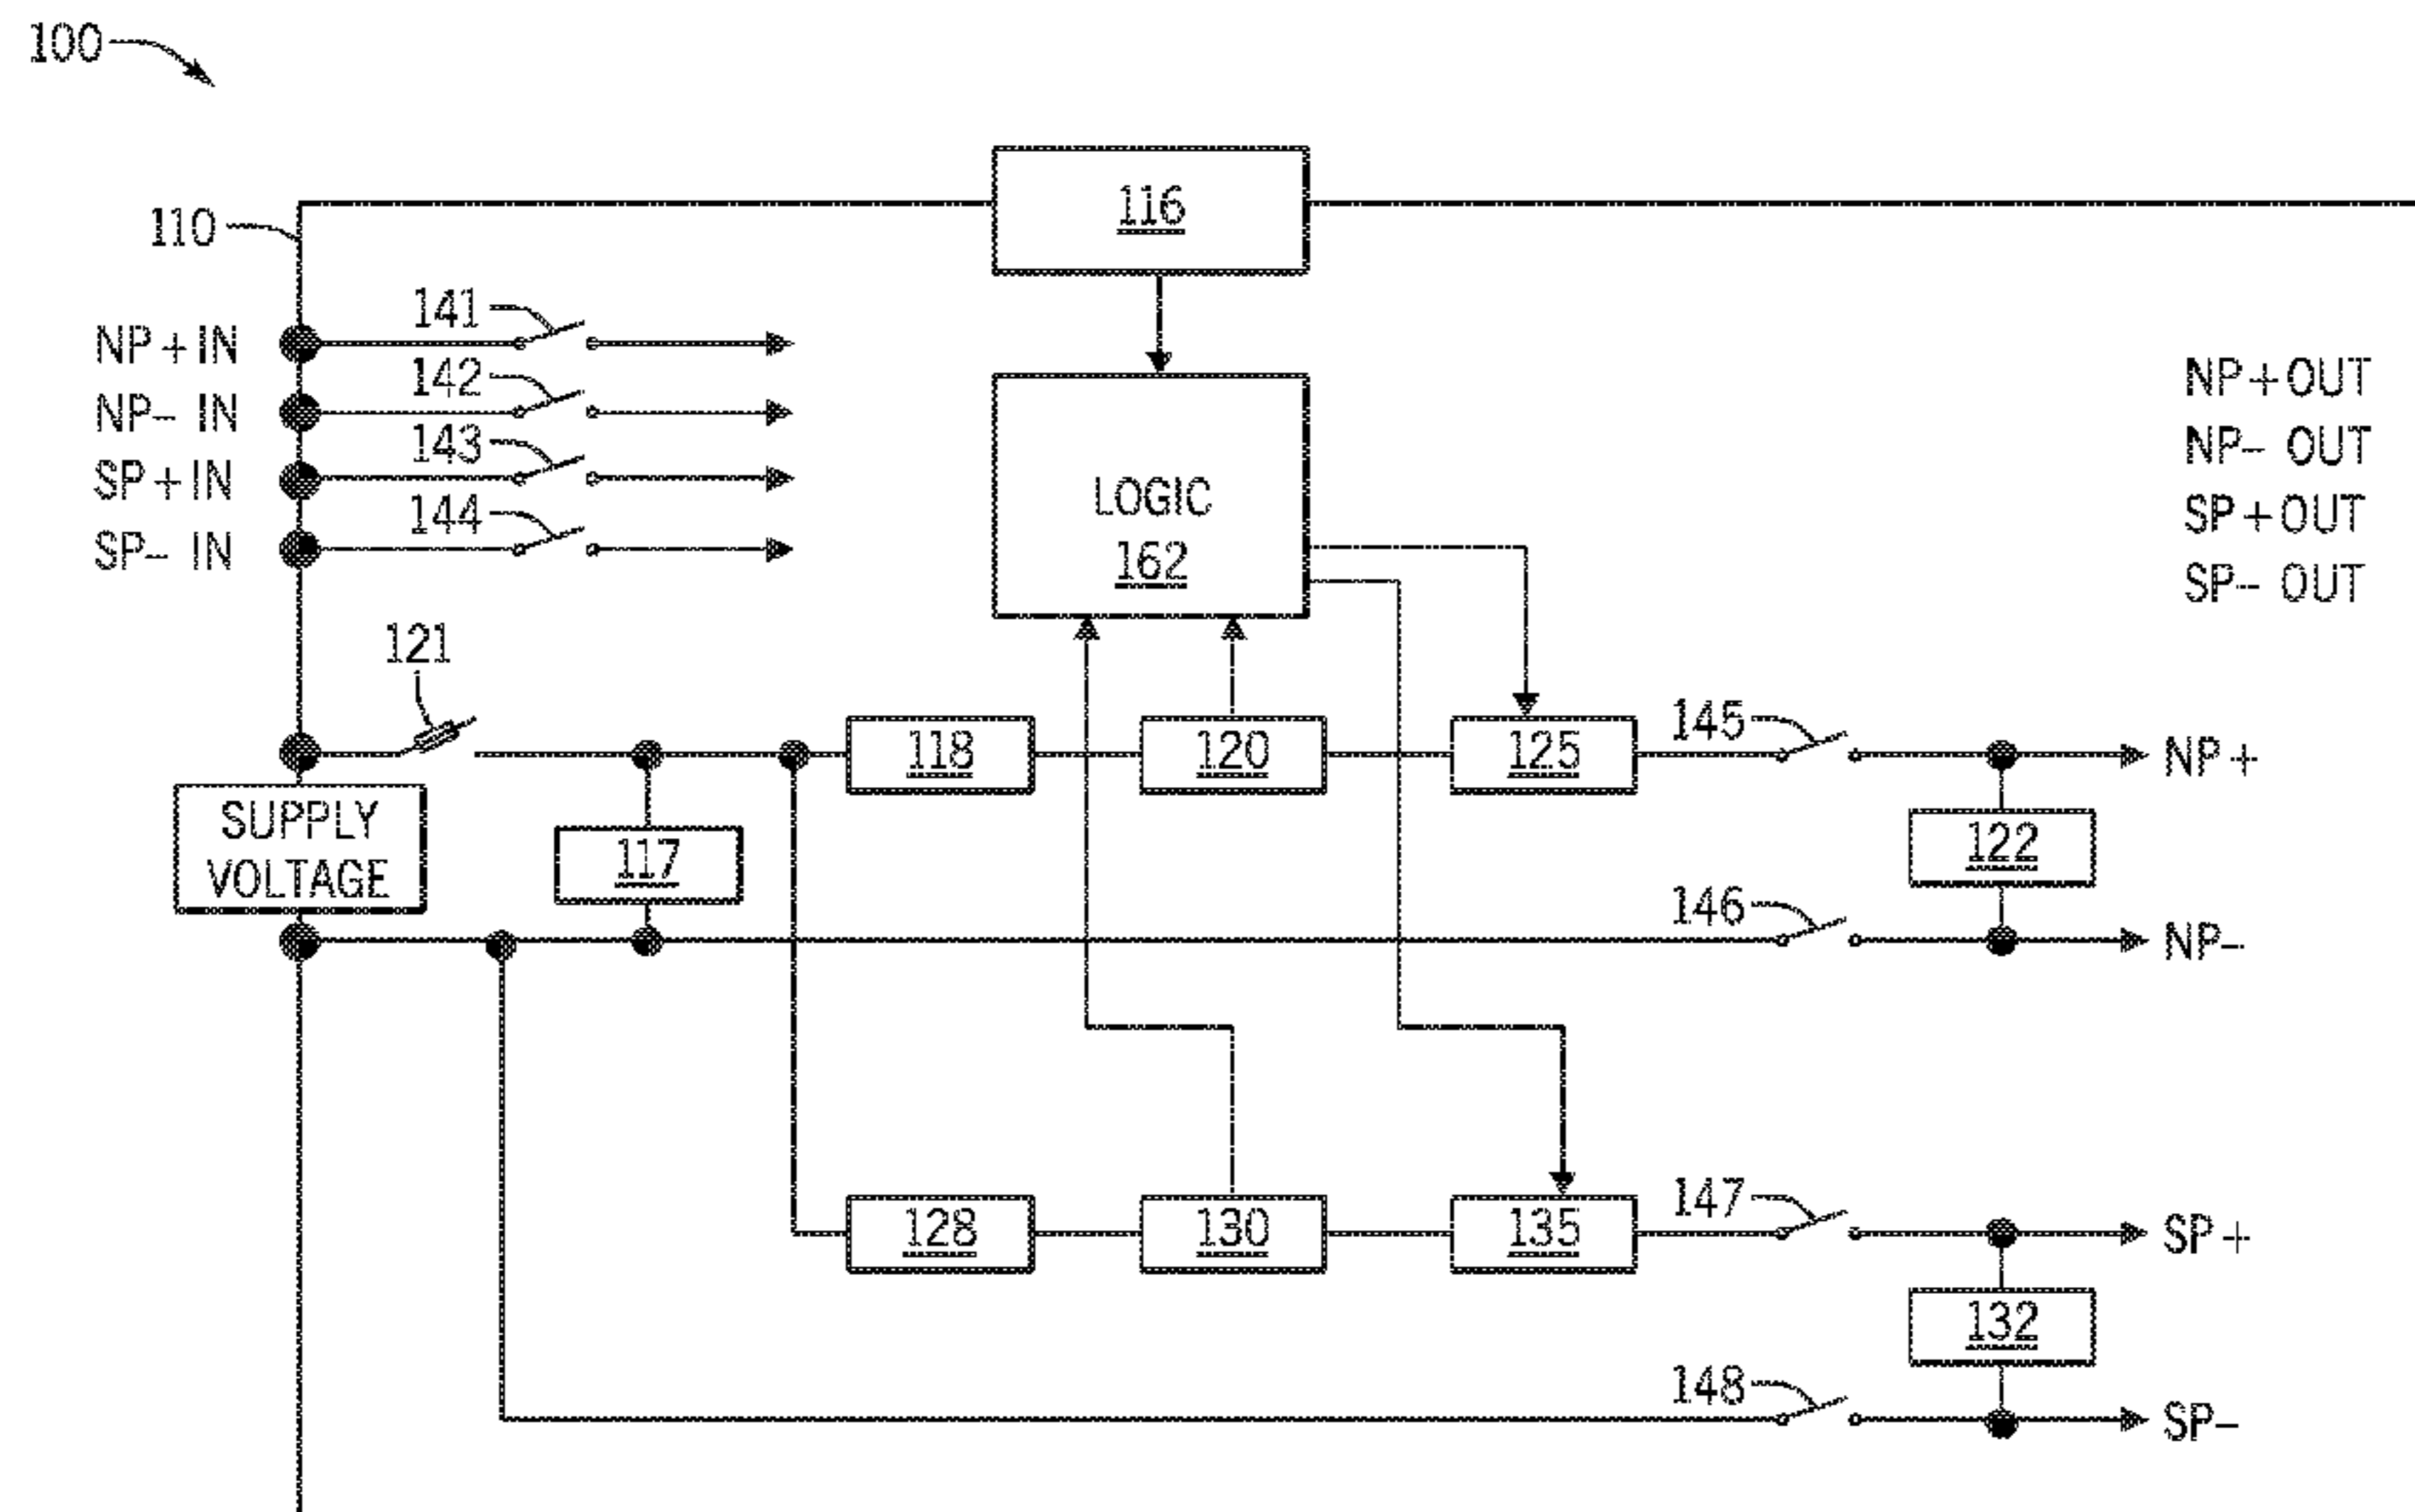 100
116
110
NP+IN
141
NP- IN
142
SP+IN
143
SP- IN
144
LOGIC
162
NP+OUT
NP- OUT
SP+OUT
SP- OUT
121
118
120
125
145
NP+
SUPPLY
VOLTAGE
117
122
146
NP-
128
130
135
147
SP+
132
148
SP-